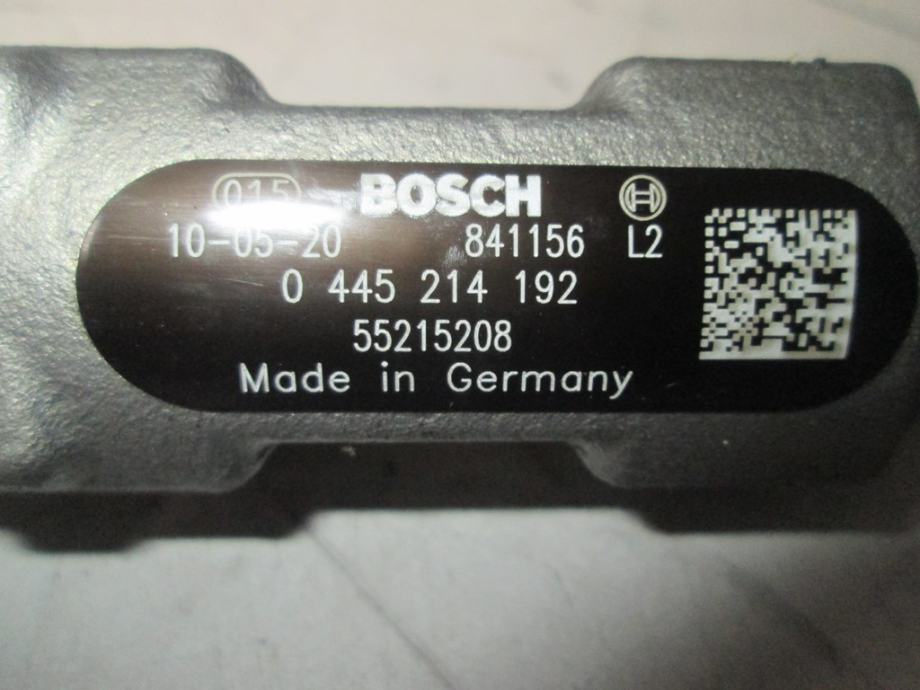 015 BOSCH
10-05-20 841156 L2
0 445 214 192
55215208
Made in Germany